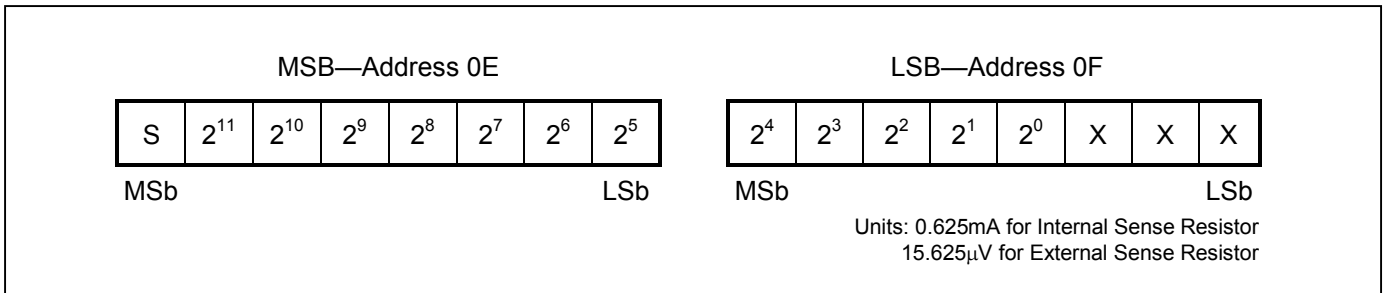 MSB—Address 0E
S 2¹¹ 2¹⁰ 2⁹ 2⁸ 2⁷ 2⁶ 2⁵
MSb LSb
LSB—Address 0F
2⁴ 2³ 2² 2¹ 2⁰ X X X
MSb LSb
Units: 0.625mA for Internal Sense Resistor
15.625μV for External Sense Resistor